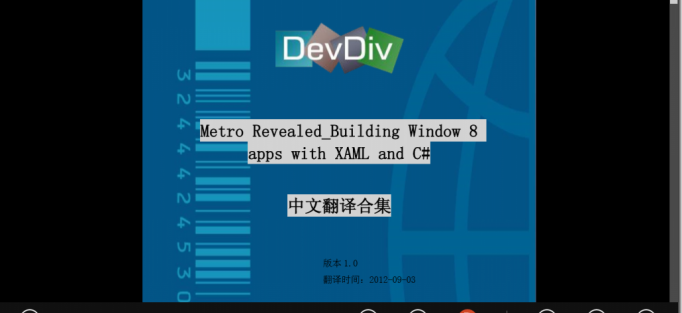 DevDiv
Metro Revealed_Building Window 8
apps with XAML and C#
中文翻译合集
版本 1.0
翻译时间：2012-09-03
32244424530